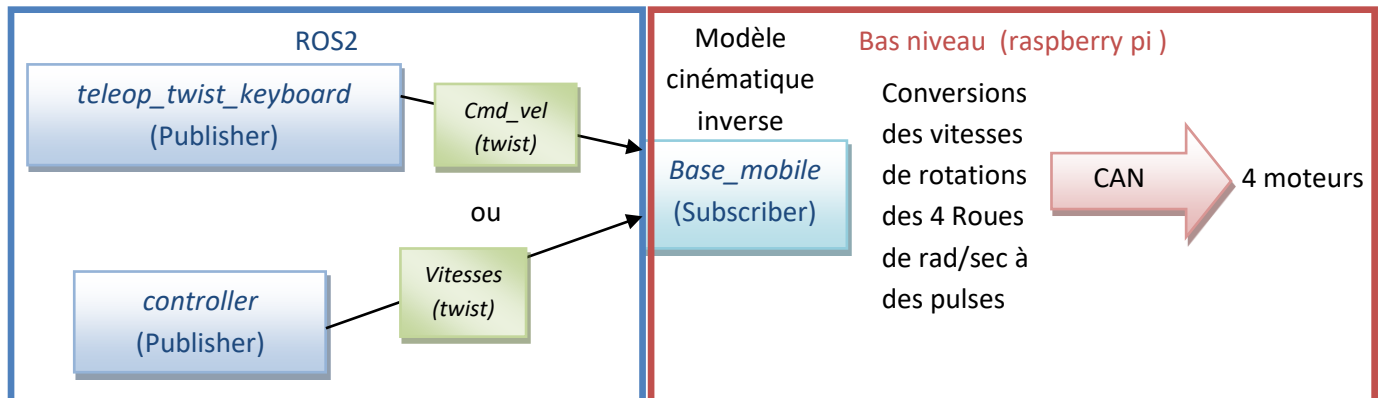 ROS2
teleop_twist_keyboard
(Publisher)
Cmd_vel
(twist)
ou
controller
(Publisher)
Vitesses
(twist)
Modèle
cinématique
inverse
Base_mobile
(Subscriber)
Bas niveau (raspberry pi )
Conversions
des vitesses
de rotations
des 4 Roues
de rad/sec à
des pulses
CAN
4 moteurs